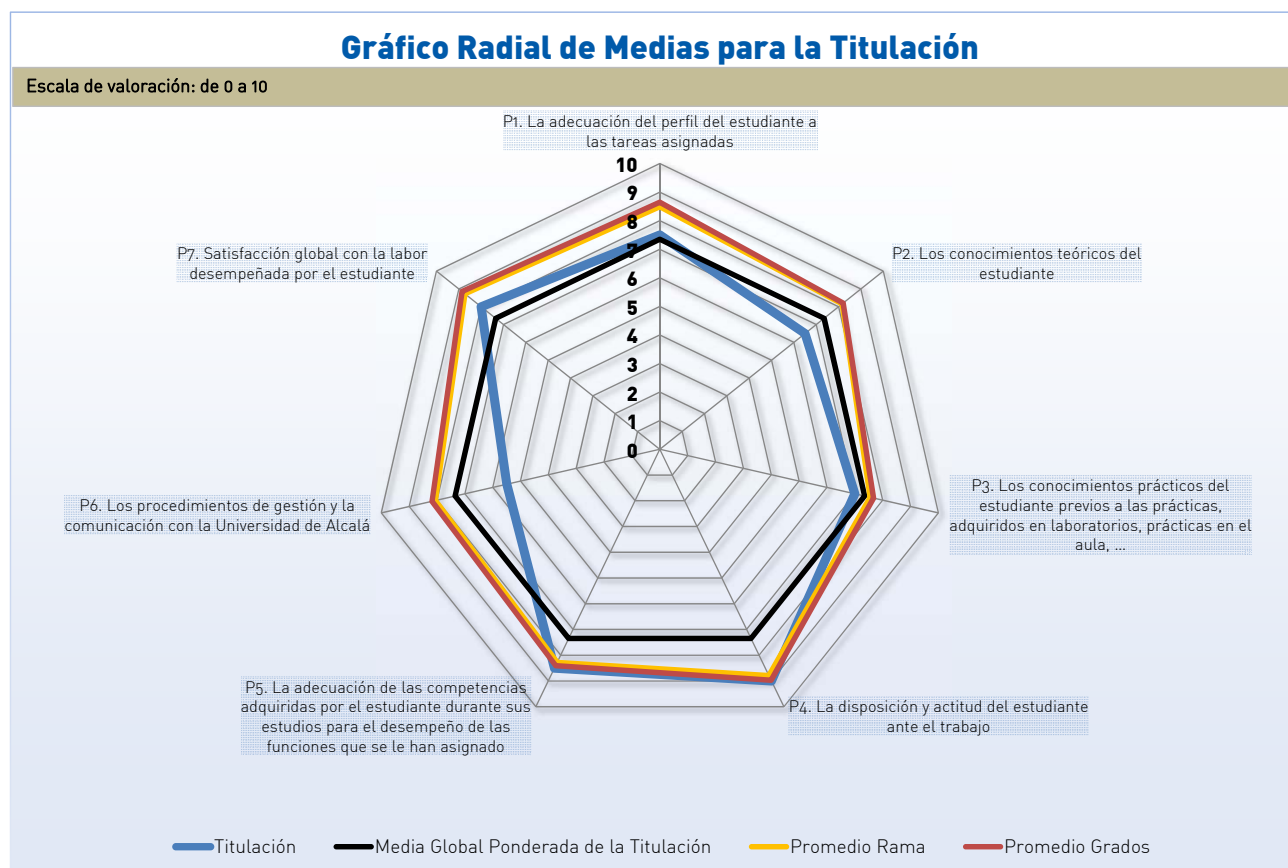 Gráfico Radial de Medias para la Titulación
Escala de valoración: de 0 a 10
P1. La adecuación del perfil del estudiante a
las tareas asignadas
10
9
8
7
6
5
4
3
2
1
0
P2. Los conocimientos teóricos del
estudiante
P3. Los conocimientos prácticos del
estudiante previos a las prácticas,
adquiridos en laboratorios, prácticas en el
aula, ...
P4. La disposición y actitud del estudiante
ante el trabajo
P5. La adecuación de las competencias
adquiridas por el estudiante durante sus
estudios para el desempeño de las
funciones que se le han asignado
P6. Los procedimientos de gestión y la
comunicación con la Universidad de Alcalá
P7. Satisfacción global con la labor
desempeñada por el estudiante
Titulación
Media Global Ponderada de la Titulación
Promedio Rama
Promedio Grados